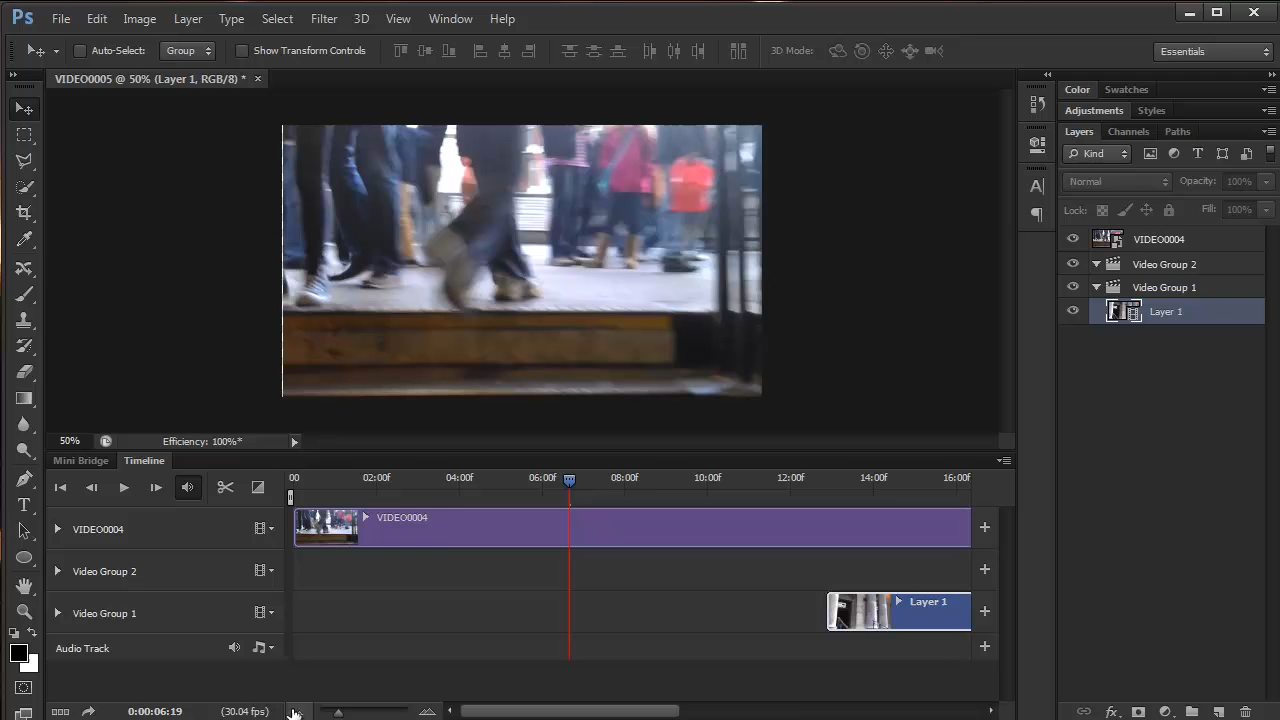 Ps File Edit Image Layer Type Select Filter 3D View Window Help
Auto-Select: Group Show Transform Controls 3D Mode: Essentials
VIDEO0005 @ 50% (Layer 1, RGB/8) * ×
Color Swatches
Adjustments Styles
Layers Channels Paths
Kind
Normal Opacity: 100%
Lock: Fill: 100%
VIDEO0004
Video Group 2
Video Group 1
Layer 1
50% Efficiency: 100%*
Mini Bridge Timeline
00 02:00f 04:00f 06:00f 08:00f 10:00f 12:00f 14:00f 16:00f
VIDEO0004 VIDEO0004
Video Group 2
Video Group 1 Layer 1
Audio Track
0:00:06:19 (30.04 fps)